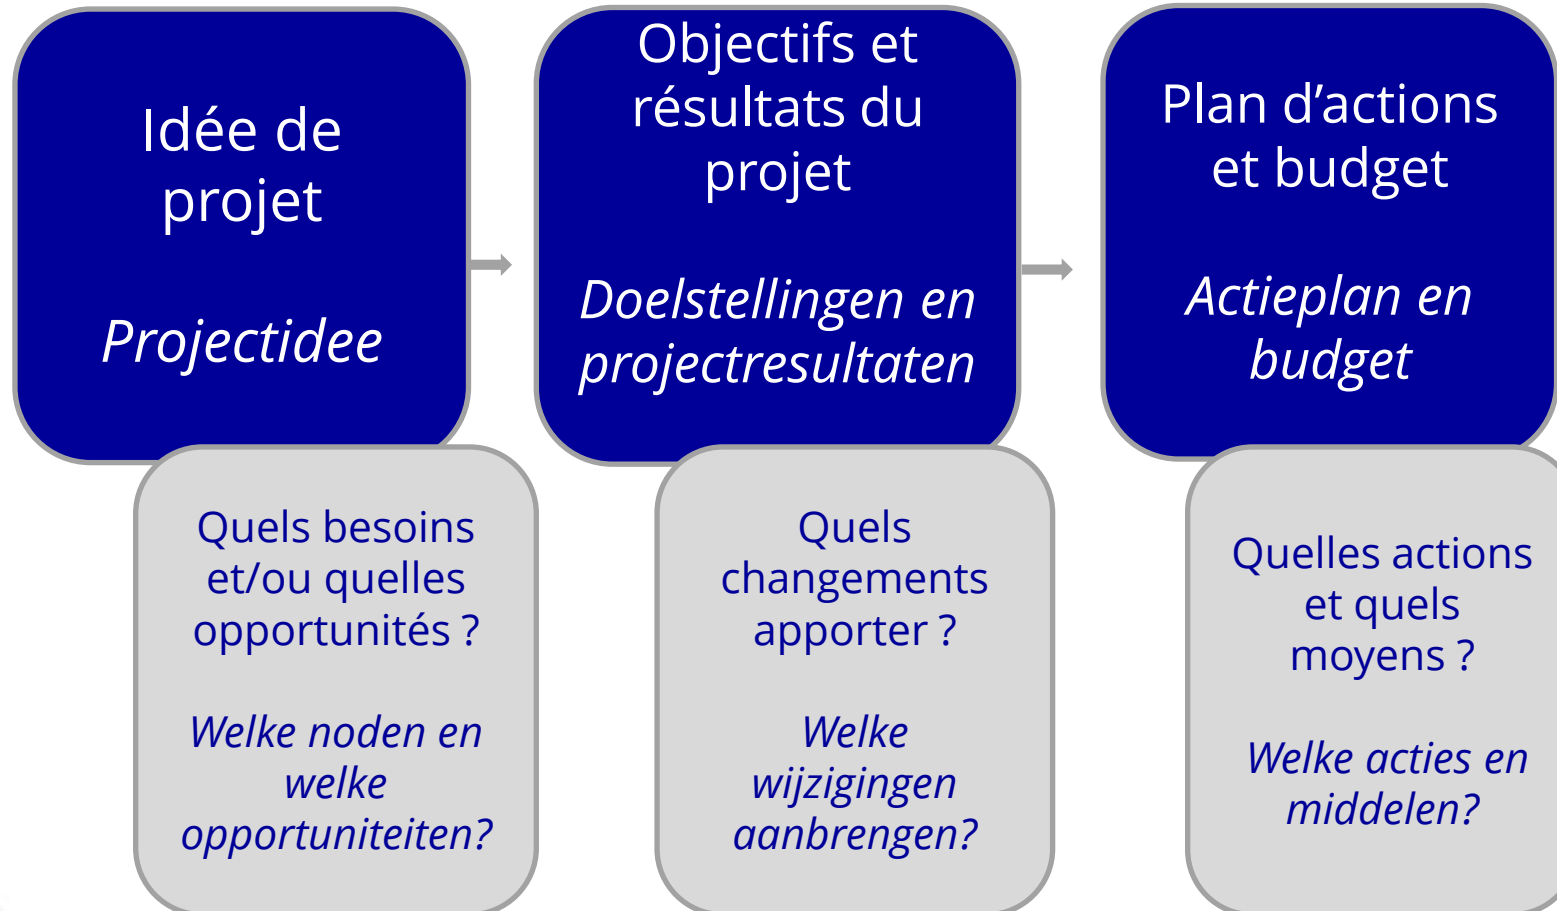 Idée de
projet
Projectidee
Objectifs et
résultats du
projet
Doelstellingen en
projectresultaten
Plan d’actions
et budget
Actieplan en
budget
Quels besoins
et/ou quelles
opportunités ?
Welke noden en
welke
opportuniteiten?
Quels
changements
apporter ?
Welke
wijzigingen
aanbrengen?
Quelles actions
et quels
moyens ?
Welke acties en
middelen?